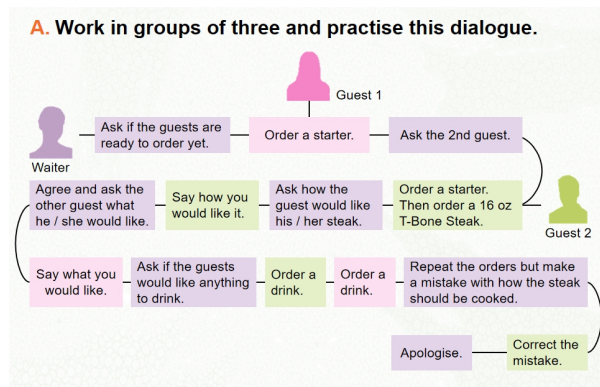 A. Work in groups of three and practise this dialogue.
Guest 1
Waiter
Ask if the guests are
ready to order yet.
Order a starter.
Ask the 2nd guest.
Guest 2
Order a starter.
Then order a 16 oz
T-Bone Steak.
Ask how the
guest would like
his / her steak.
Say how you
would like it.
Agree and ask the
other guest what
he / she would like.
Say what you
would like.
Ask if the guests
would like anything
to drink.
Order a
drink.
Order a
drink.
Repeat the orders but make
a mistake with how the steak
should be cooked.
Correct the
mistake.
Apologise.